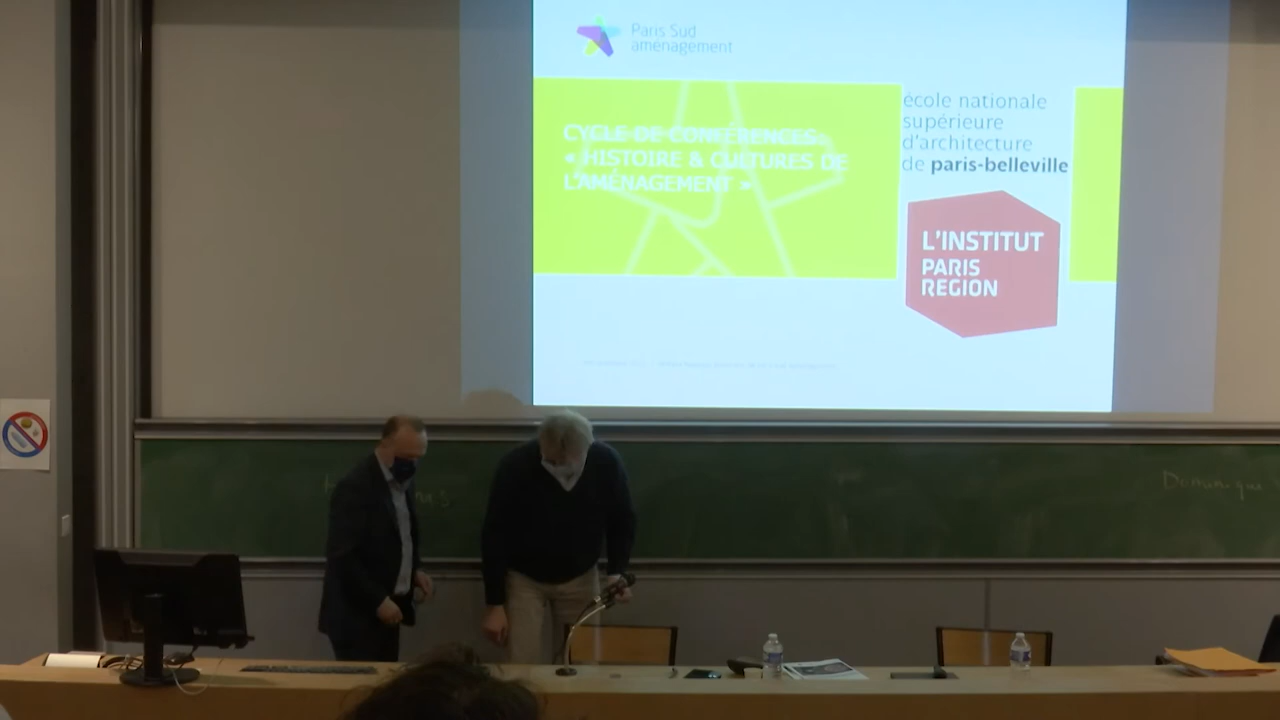 Paris Sud
aménagement
CYCLE DE CONFÉRENCES
« HISTOIRE & CULTURES DE
L'AMÉNAGEMENT »
école nationale
supérieure
d'architecture
de paris-belleville
L'INSTITUT
PARIS
REGION
Dominique